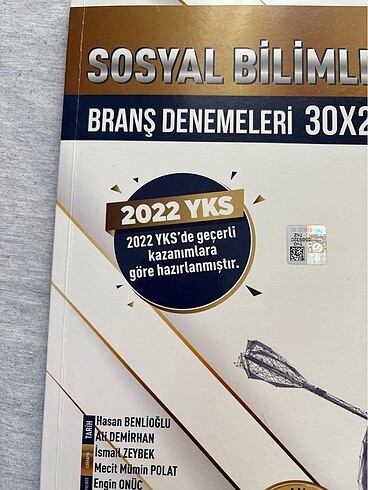 SOSYAL BİLİMLE
BRANŞ DENEMELERİ 30X2
2022 YKS
2022 YKS'de geçerli
kazanımlara
göre hazırlanmıştır.
TARİH
Hasan BENLİOĞLU
Ali DEMİRHAN
İsmail ZEYBEK
Mecit Mümin POLAT
Engin ONUÇ